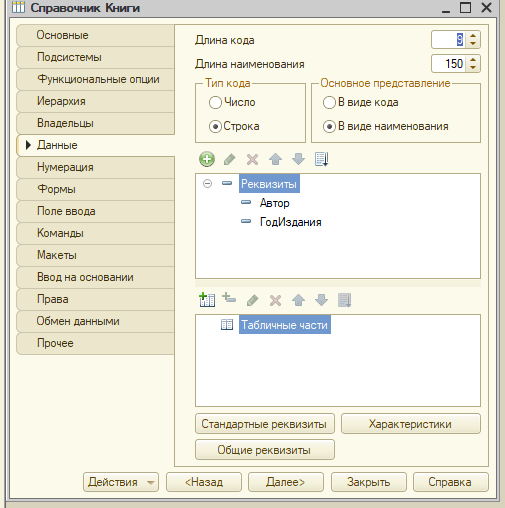 Справочник Книги
Основные
Подсистемы
Функциональные опции
Иерархия
Владельцы
Данные
Нумерация
Формы
Поле ввода
Команды
Макеты
Ввод на основании
Права
Обмен данными
Прочее
Длина кода 9
Длина наименования 150
Тип кода
Число
Строка
Основное представление
В виде кода
В виде наименования
Реквизиты
Автор
ГодИздания
Табличные части
Стандартные реквизиты Характеристики
Общие реквизиты
Действия <Назад Далее> Закрыть Справка